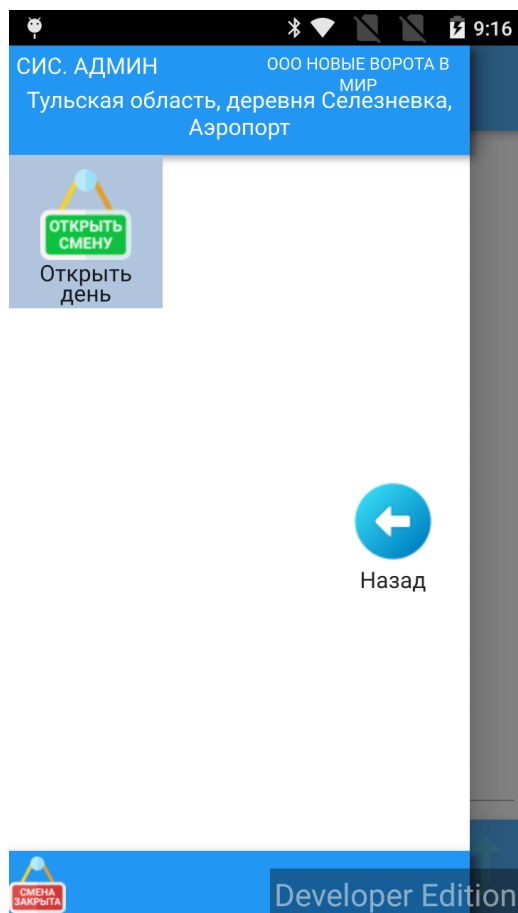 9:16
СИС. АДМИН
ООО НОВЫЕ ВОРОТА В
МИР
Тульская область, деревня Селезневка,
Аэропорт
ОТКРЫТЬ
СМЕНУ
Открыть
день
Назад
СМЕНА
ЗАКРЫТА
Developer Edition